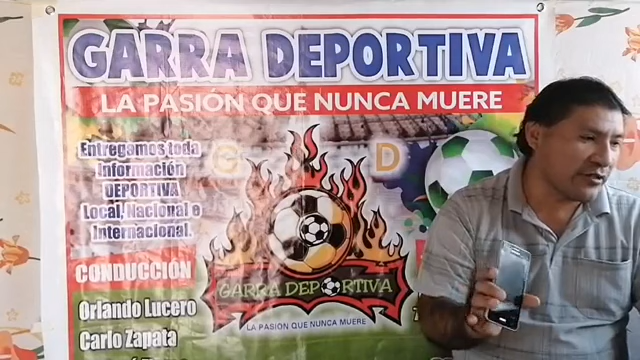 GARRA DEPORTIVA
LA PASIÓN QUE NUNCA MUERE
Entregamos toda
Información
DEPORTIVA
Local, Nacional e
Internacional.
C D
GARRA DEPORTIVA
LA PASION QUE NUNCA MUERE
CONDUCCIÓN
Orlando Lucero
Carlo Zapata